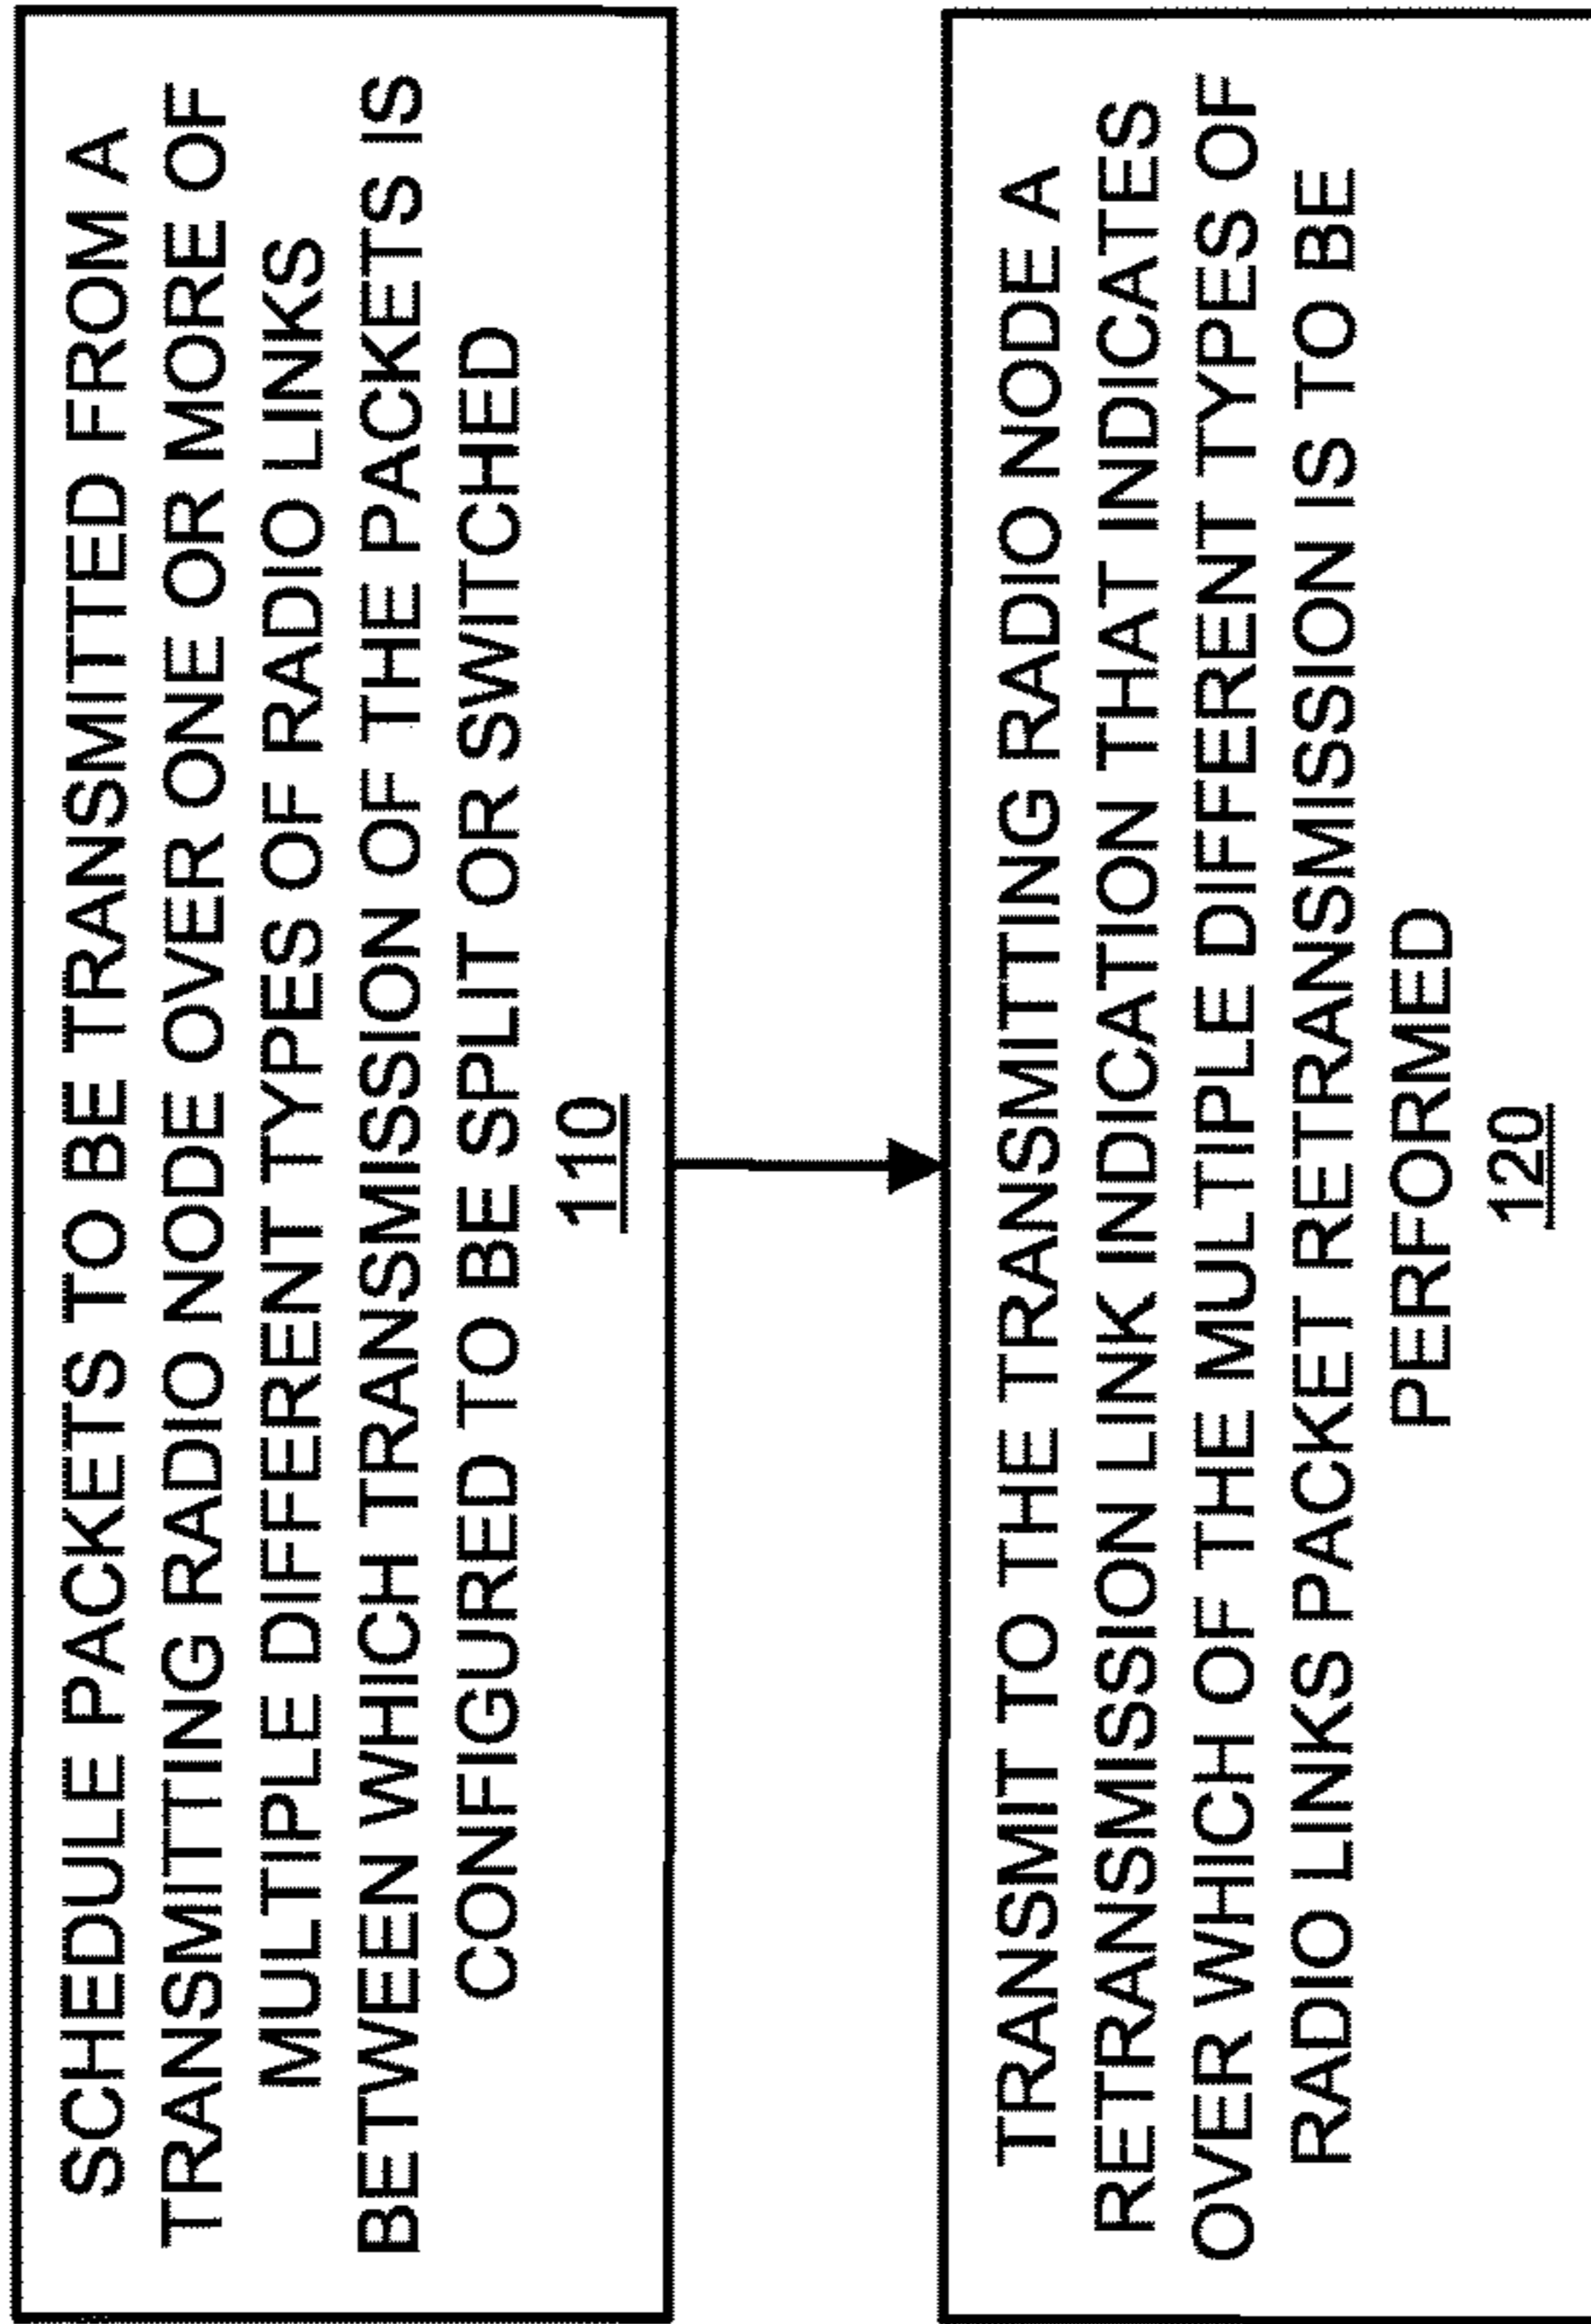 SCHEDULE PACKETS TO BE TRANSMITTED FROM A
TRANSMITTING RADIO NODE OVER ONE OR MORE OF
MULTIPLE DIFFERENT TYPES OF RADIO LINKS
BETWEEN WHICH TRANSMISSION OF THE PACKETS IS
CONFIGURED TO BE SPLIT OR SWITCHED
110
TRANSMIT TO THE TRANSMITTING RADIO NODE A
RETRANSMISSION LINK INDICATION THAT INDICATES
OVER WHICH OF THE MULTIPLE DIFFERENT TYPES OF
RADIO LINKS PACKET RETRANSMISSION IS TO BE
PERFORMED
120